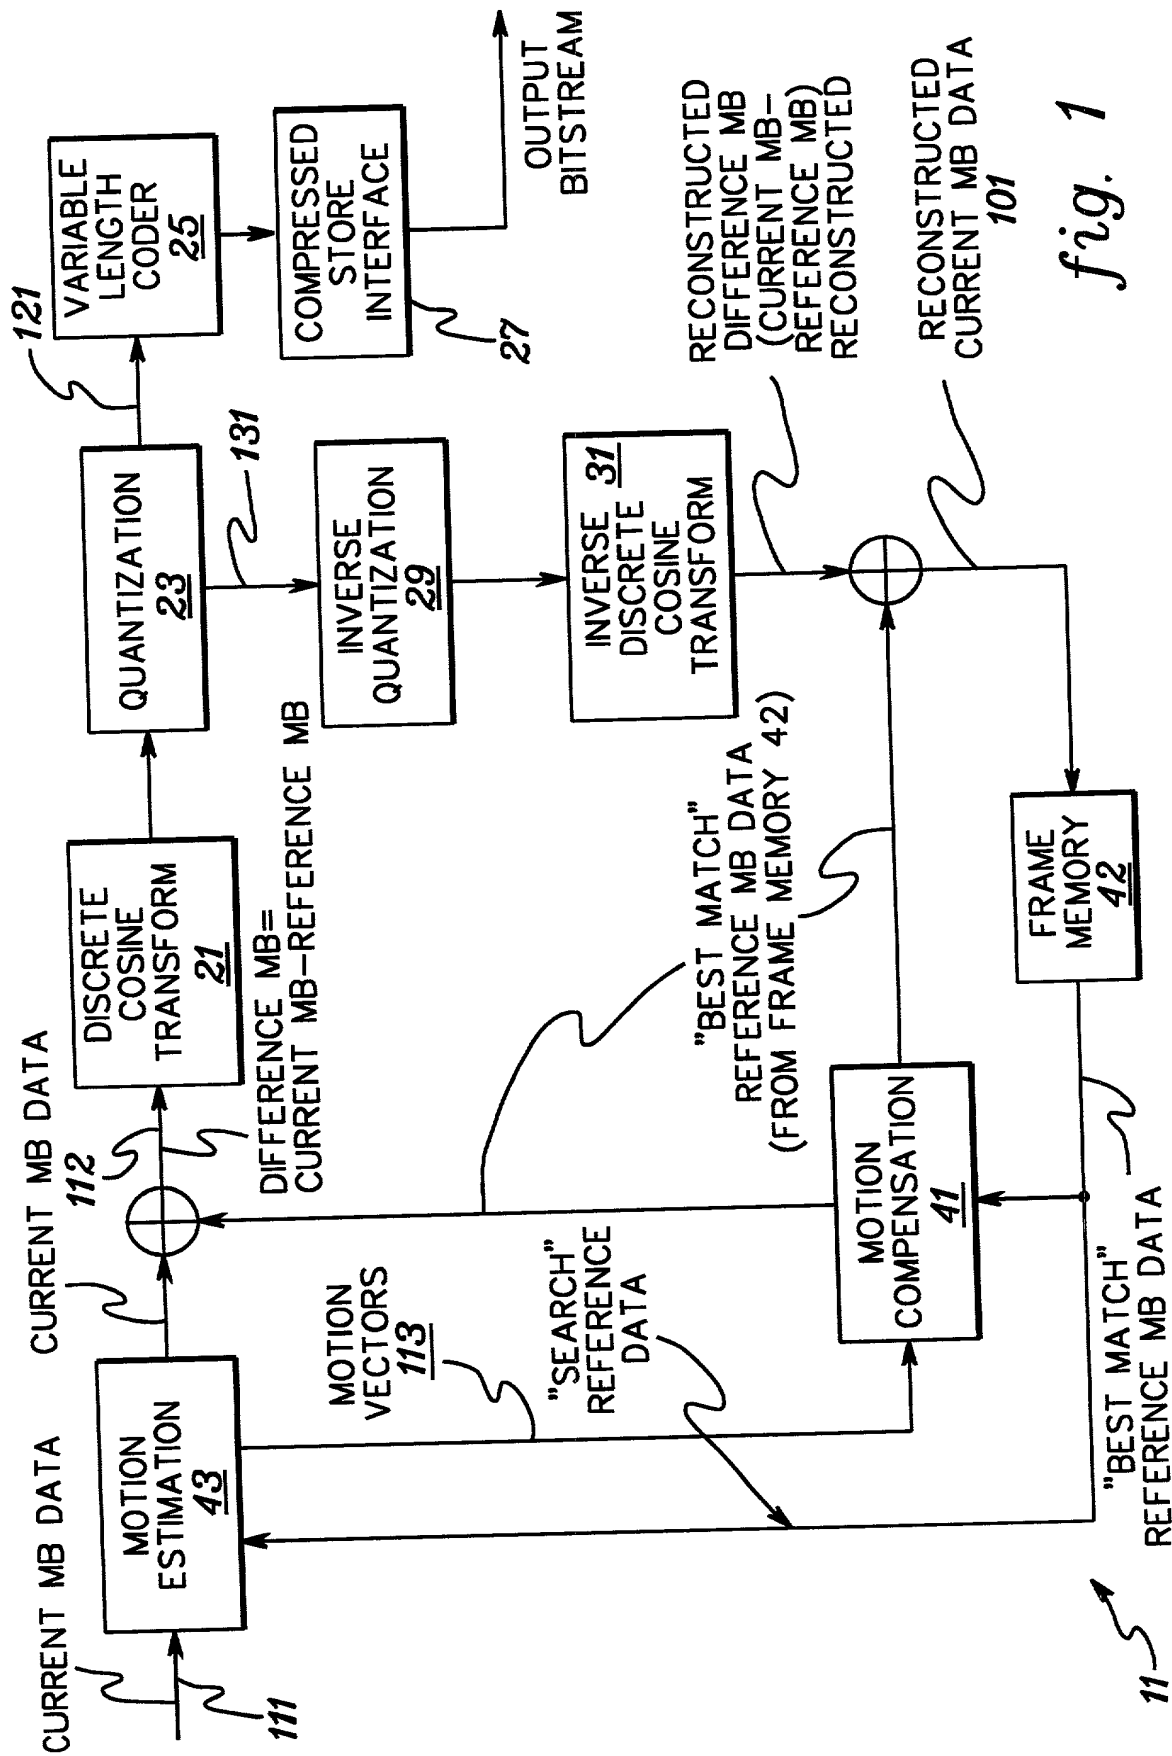 CURRENT MB DATA
111
MOTION
ESTIMATION
43
CURRENT MB DATA
112
DIFFERENCE MB=
CURRENT MB-REFERENCE MB
DISCRETE
COSINE
TRANSFORM
21
QUANTIZATION
23
121
VARIABLE
LENGTH
CODER
25
131
COMPRESSED
STORE
INTERFACE
27
OUTPUT
BITSTREAM
INVERSE
QUANTIZATION
29
INVERSE 31
DISCRETE
COSINE
TRANSFORM
RECONSTRUCTED
DIFFERENCE MB
(CURRENT MB-
REFERENCE MB)
RECONSTRUCTED
MOTION
VECTORS
113
"SEARCH"
REFERENCE
DATA
"BEST MATCH"
REFERENCE MB DATA
(FROM FRAME MEMORY 42)
MOTION
COMPENSATION
41
FRAME
MEMORY
42
RECONSTRUCTED
CURRENT MB DATA
101
"BEST MATCH"
REFERENCE MB DATA
11
fig. 1